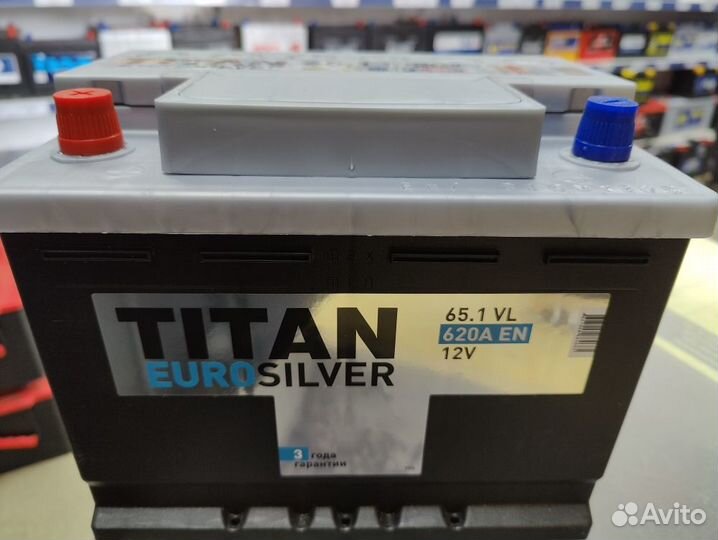 TITAN
EUROSILVER
65.1 VL
620A EN
12V
3 года
гарантии
Avito